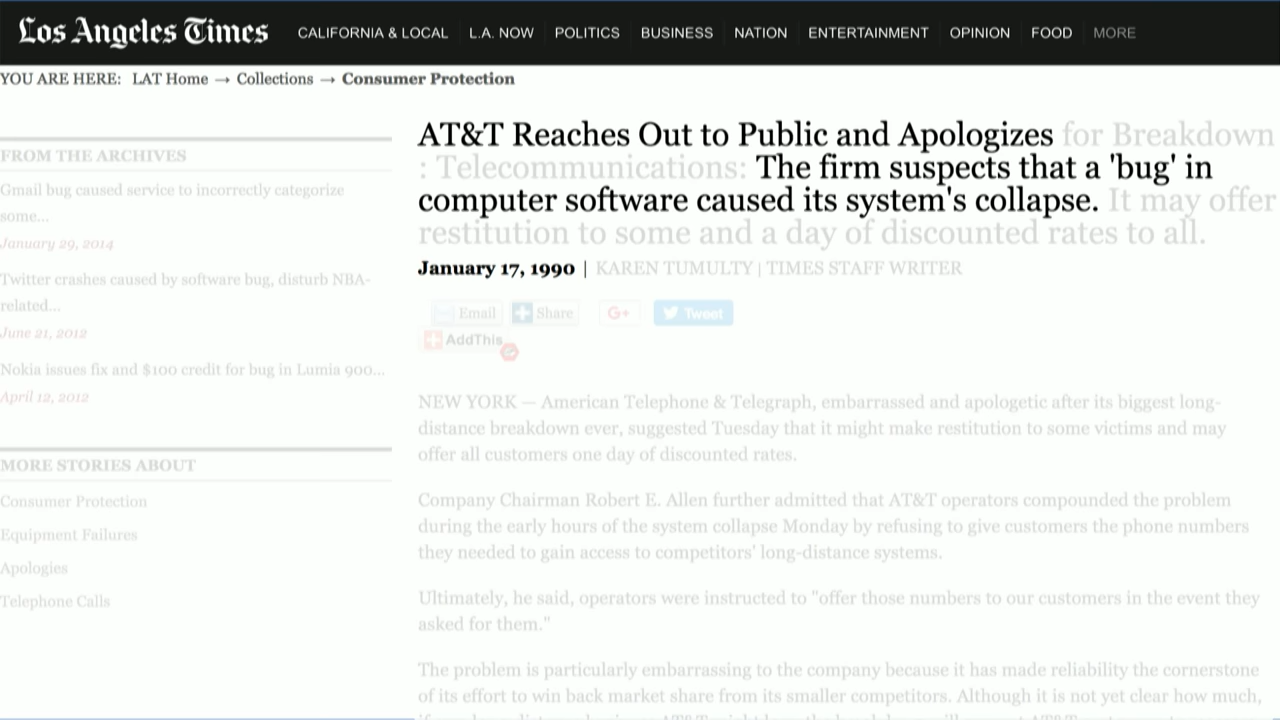 Los Angeles Times CALIFORNIA & LOCAL L.A. NOW POLITICS BUSINESS NATION ENTERTAINMENT OPINION FOOD MORE
YOU ARE HERE: LAT Home → Collections → Consumer Protection
FROM THE ARCHIVES
Gmail bug caused service to incorrectly categorize
some...
January 29, 2014
Twitter crashes caused by software bug, disturb NBA-
related...
June 21, 2012
Nokia issues fix and $100 credit for bug in Lumia 900...
April 12, 2012
MORE STORIES ABOUT
Consumer Protection
Equipment Failures
Apologies
Telephone Calls
AT&T Reaches Out to Public and Apologizes for Breakdown
: Telecommunications: The firm suspects that a 'bug' in
computer software caused its system's collapse. It may offer
restitution to some and a day of discounted rates to all.
January 17, 1990 | KAREN TUMULTY | TIMES STAFF WRITER
Email Share G+ Tweet
AddThis
NEW YORK — American Telephone & Telegraph, embarrassed and apologetic after its biggest long-
distance breakdown ever, suggested Tuesday that it might make restitution to some victims and may
offer all customers one day of discounted rates.
Company Chairman Robert E. Allen further admitted that AT&T operators compounded the problem
during the early hours of the system collapse Monday by refusing to give customers the phone numbers
they needed to gain access to competitors' long-distance systems.
Ultimately, he said, operators were instructed to "offer those numbers to our customers in the event they
asked for them."
The problem is particularly embarrassing to the company because it has made reliability the cornerstone
of its effort to win back market share from its smaller competitors. Although it is not yet clear how much,